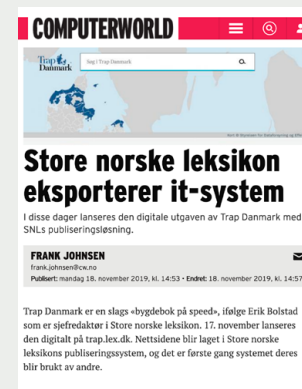 COMPUTERWORLD
Trap
Danmark
Søg i Trap Danmark
Store norske leksikon
eksporterer it-system
I disse dager lanseres den digitale utgaven av Trap Danmark med
SNLs publiseringsløsning.
FRANK JOHNSEN
frank.johnsen@cw.no
Publisert: mandag 18. november 2019, kl. 14:53 • Endret: 18. november 2019, kl. 14:57
Trap Danmark er en slags «bygdebok på speed», ifølge Erik Bolstad
som er sjefredaktør i Store norske leksikon. 17. november lanseres
den digitalt på trap.lex.dk. Nettsidene blir laget i Store norske
leksikons publiseringssystem, og det er første gang systemet deres
blir brukt av andre.